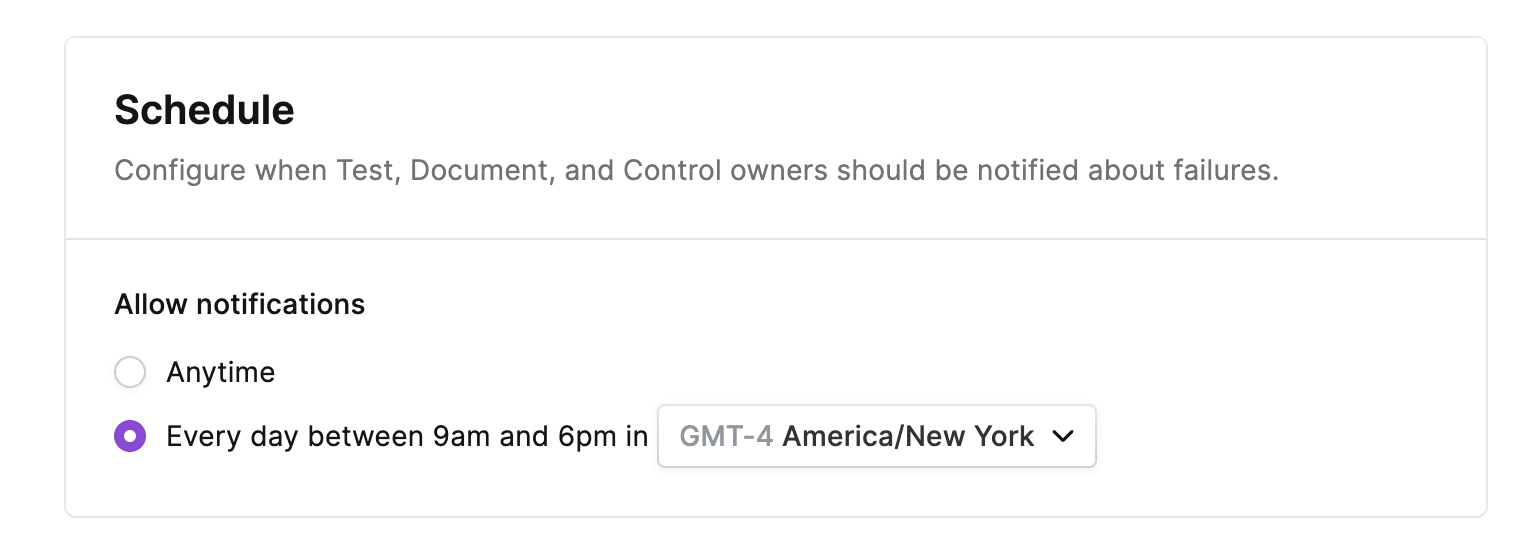 Schedule
Configure when Test, Document, and Control owners should be notified about failures.
Allow notifications
Anytime
Every day between 9am and 6pm in GMT-4 America/New York